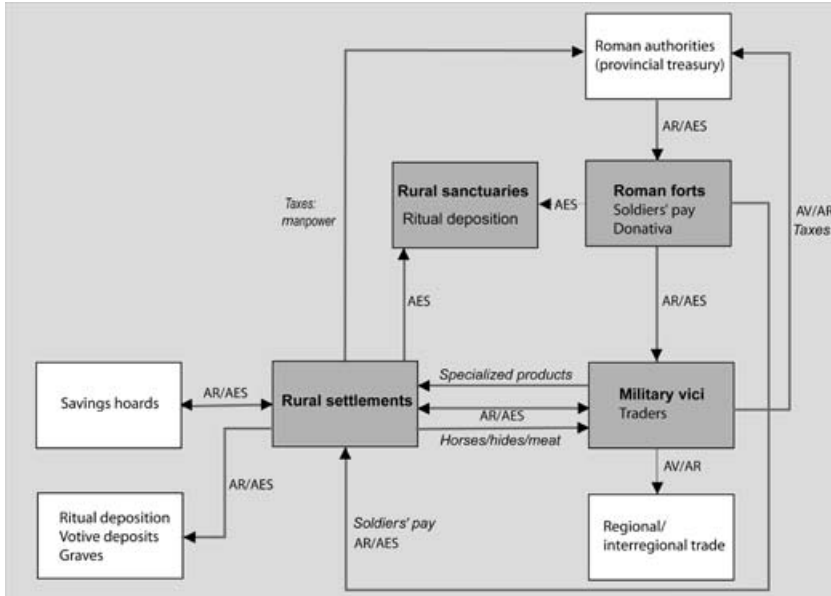 Roman authorities
(provincial treasury)
AR/AES
Rural sanctuaries
Ritual deposition
AES
Roman forts
Soldiers' pay
Donativa
Taxes:
manpower
AV/AR
Taxes
AES
AR/AES
Savings hoards
AR/AES
Rural settlements
Specialized products
AR/AES
Horses/hides/meat
Military vici
Traders
AR/AES
AV/AR
Ritual deposition
Votive deposits
Graves
Soldiers' pay
AR/AES
Regional/
interregional trade